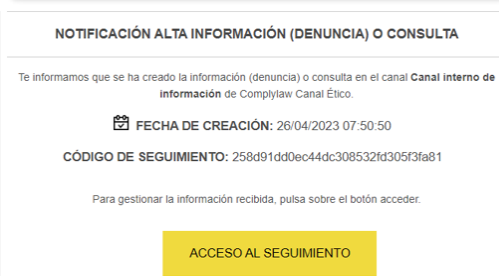 NOTIFICACIÓN ALTA INFORMACIÓN (DENUNCIA) O CONSULTA
Te informamos que se ha creado la información (denuncia) o consulta en el canal Canal interno de
información de Complylaw Canal Ético.
FECHA DE CREACIÓN: 26/04/2023 07:50:50
CÓDIGO DE SEGUIMIENTO: 258d91dd0ec44dc308532fd305f3fa81
Para gestionar la información recibida, pulsa sobre el botón acceder.
ACCESO AL SEGUIMIENTO